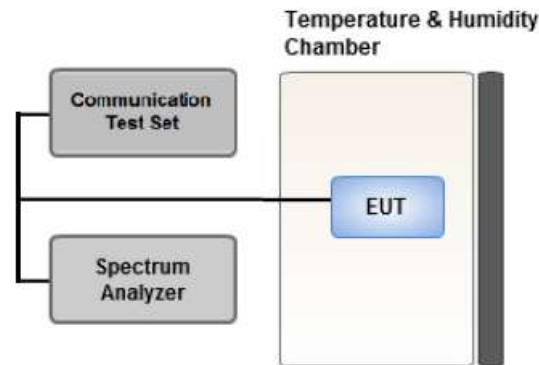 Temperature & Humidity
Chamber
Communication
Test Set
EUT
Spectrum
Analyzer